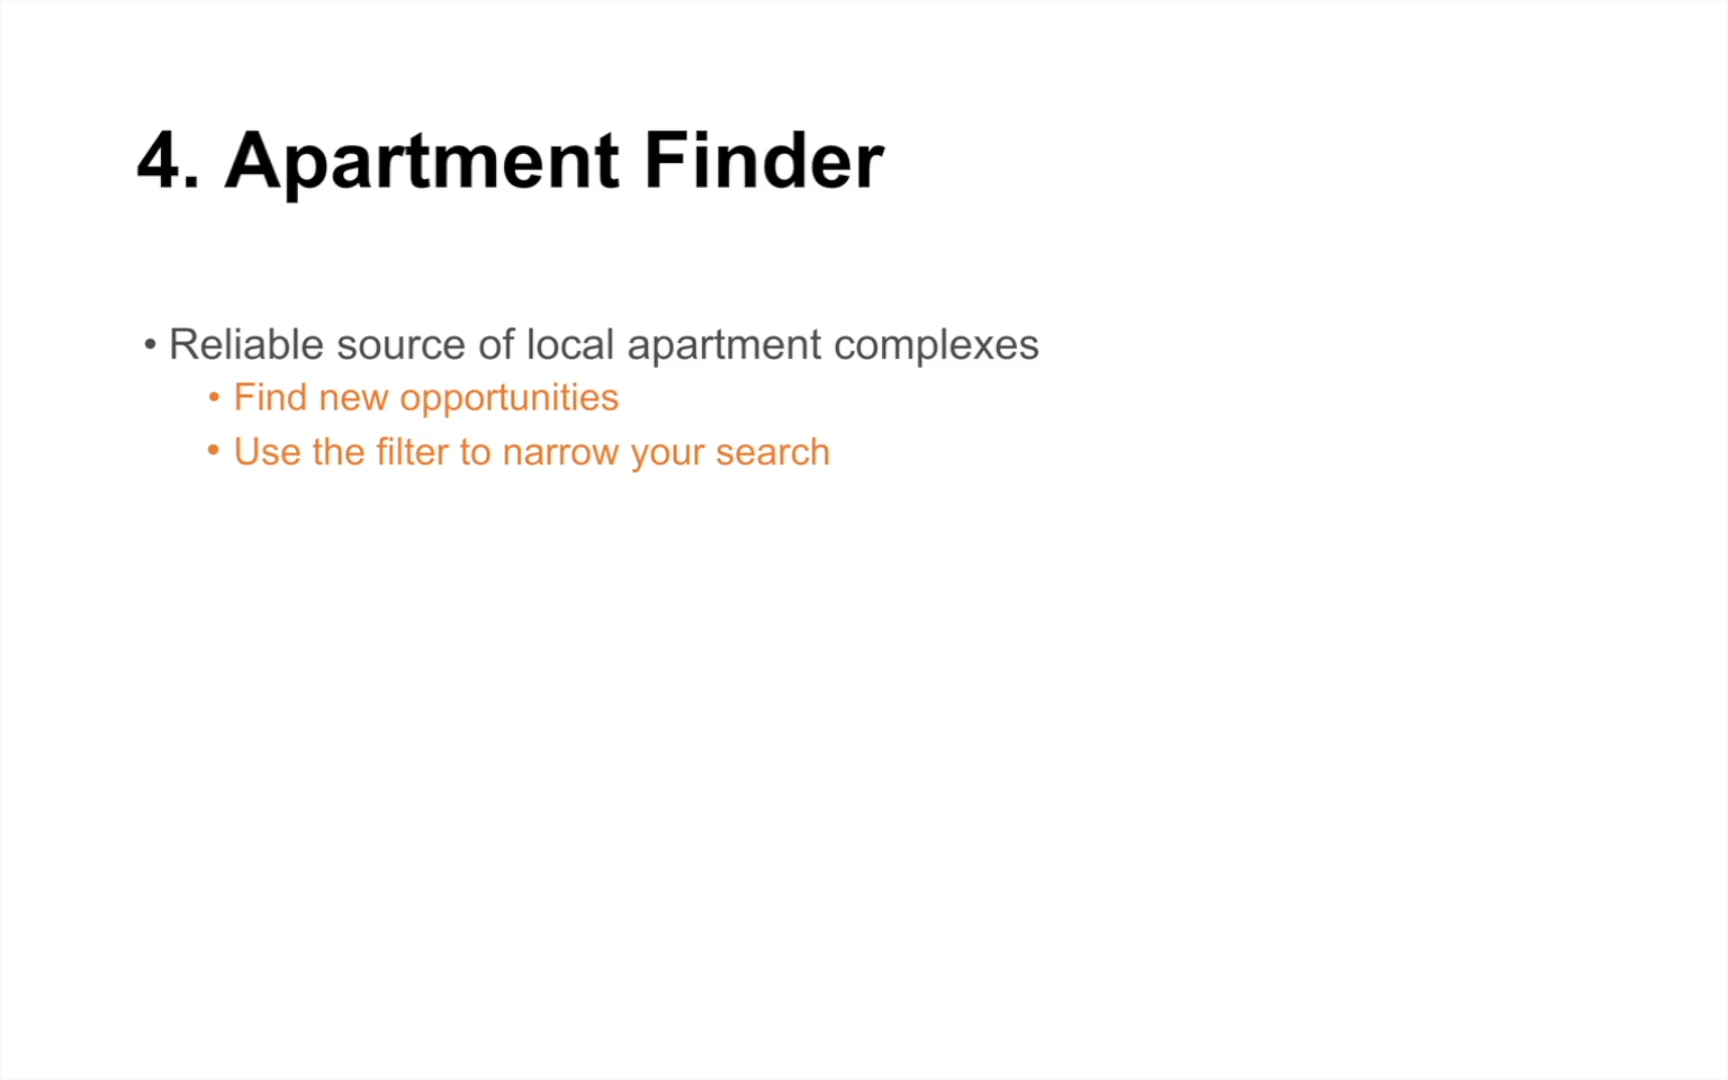 4. Apartment Finder
• Reliable source of local apartment complexes
• Find new opportunities
• Use the filter to narrow your search